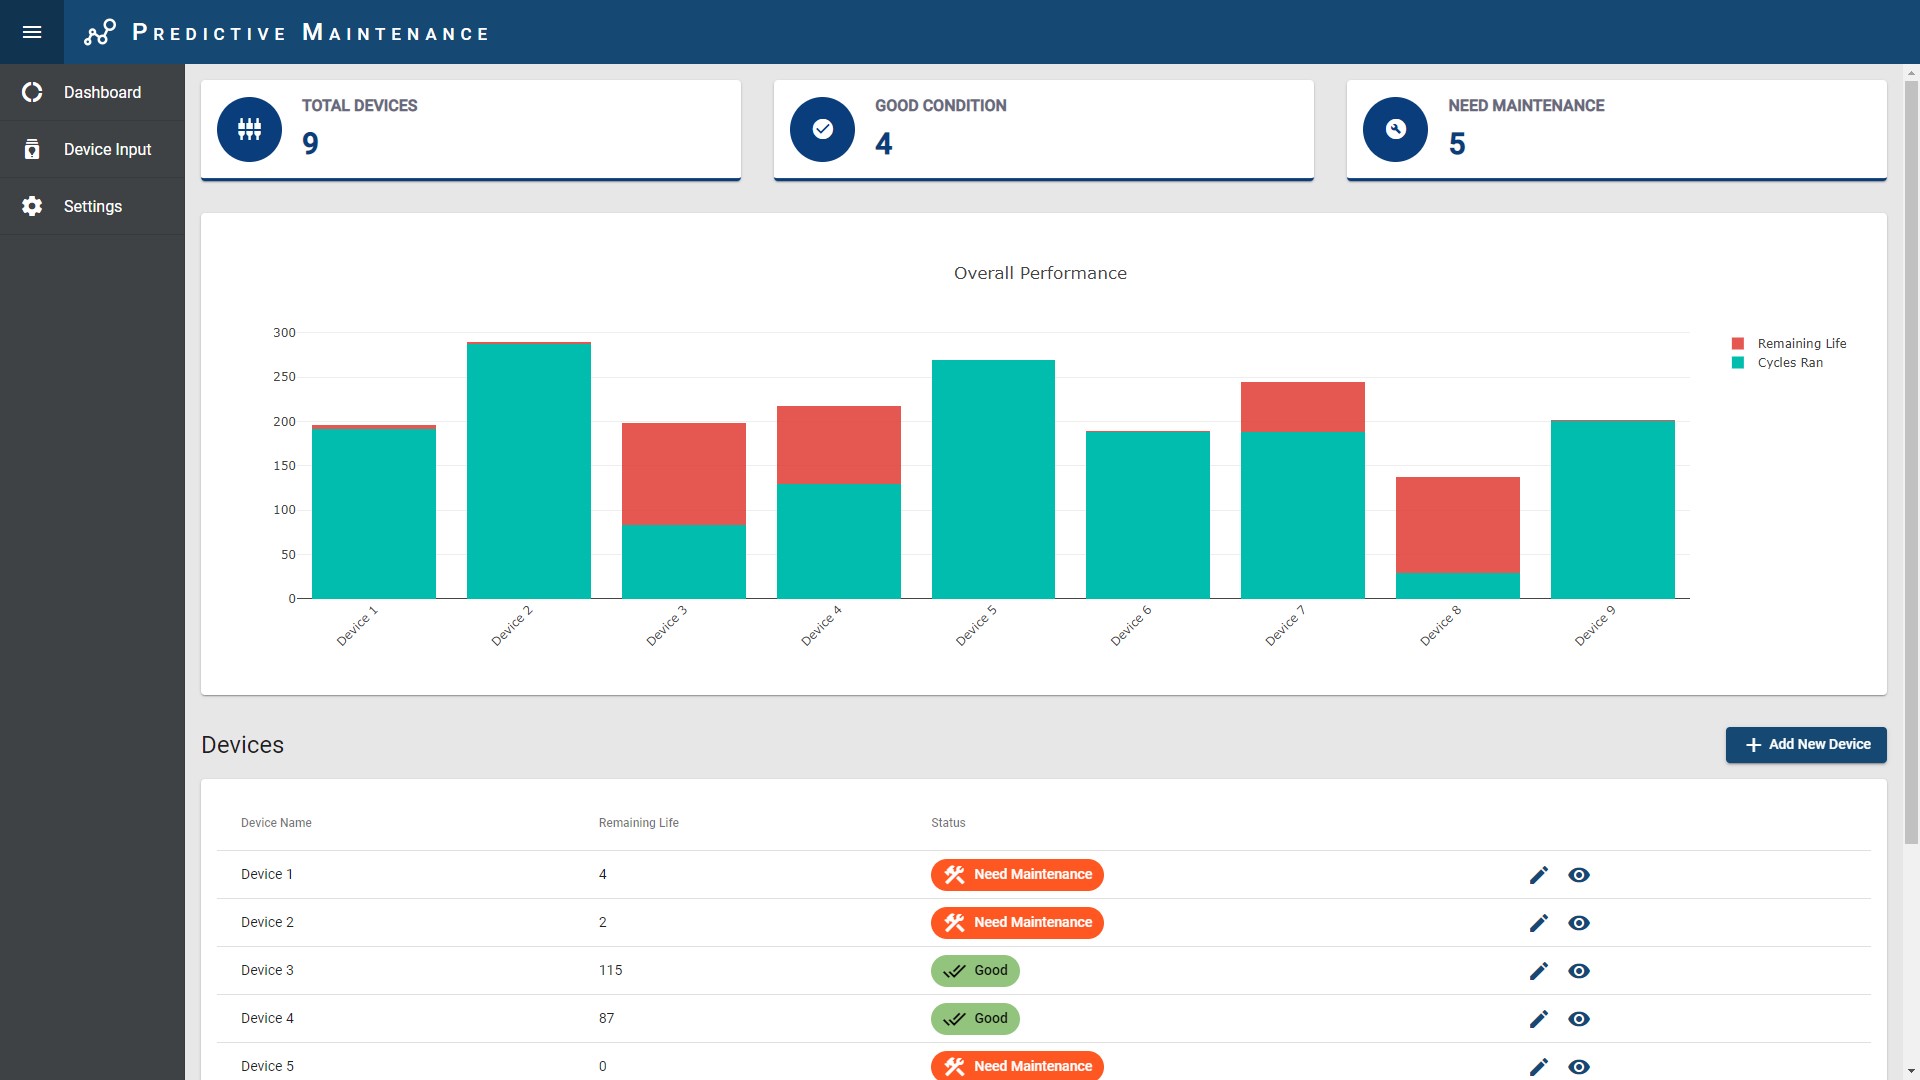 Predictive Maintenance
Dashboard
Device Input
Settings
TOTAL DEVICES
9
GOOD CONDITION
4
NEED MAINTENANCE
5
Overall Performance
300
250
200
150
100
50
0
Device 1
Device 2
Device 3
Device 4
Device 5
Device 6
Device 7
Device 8
Device 9
Remaining Life
Cycles Ran
Devices
Add New Device
Device Name Remaining Life Status
Device 1 4 Need Maintenance
Device 2 2 Need Maintenance
Device 3 115 Good
Device 4 87 Good
Device 5 0 Need Maintenance